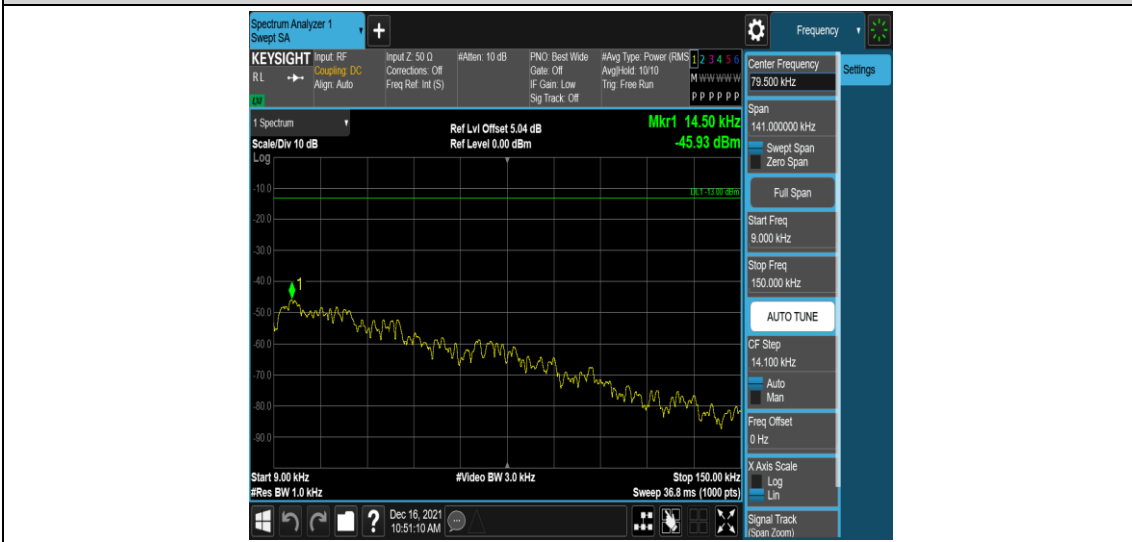 Spectrum Analyzer 1
Swept SA
+
Frequency
KEYSIGHT
RL
LXI
Input: RF
Coupling: DC
Align: Auto
Input Z: 50 Ω
Corrections: Off
Freq Ref: Int (S)
#Atten: 10 dB
PNO: Best Wide
Gate: Off
IF Gain: Low
Sig Track: Off
#Avg Type: Power (RMS
Avg|Hold: 10/10
Trig: Free Run
1 2 3 4 5 6
M W W W W W
P P P P P P
1 Spectrum
Scale/Div 10 dB
Log
Ref Lvl Offset 5.04 dB
Ref Level 0.00 dBm
Mkr1 14.50 kHz
-45.93 dBm
DL1 -13.00 dBm
-10.0
-20.0
-30.0
-40.0
-50.0
-60.0
-70.0
-80.0
-90.0
1
Start 9.00 kHz
#Res BW 1.0 kHz
#Video BW 3.0 kHz
Stop 150.00 kHz
Sweep 36.8 ms (1000 pts)
?
Dec 16, 2021
10:51:10 AM
Center Frequency
79.500 kHz
Settings
Span
141.000000 kHz
Swept Span
Zero Span
Full Span
Start Freq
9.000 kHz
Stop Freq
150.000 kHz
AUTO TUNE
CF Step
14.100 kHz
Auto
Man
Freq Offset
0 Hz
X Axis Scale
Log
Lin
Signal Track
(Span Zoom)